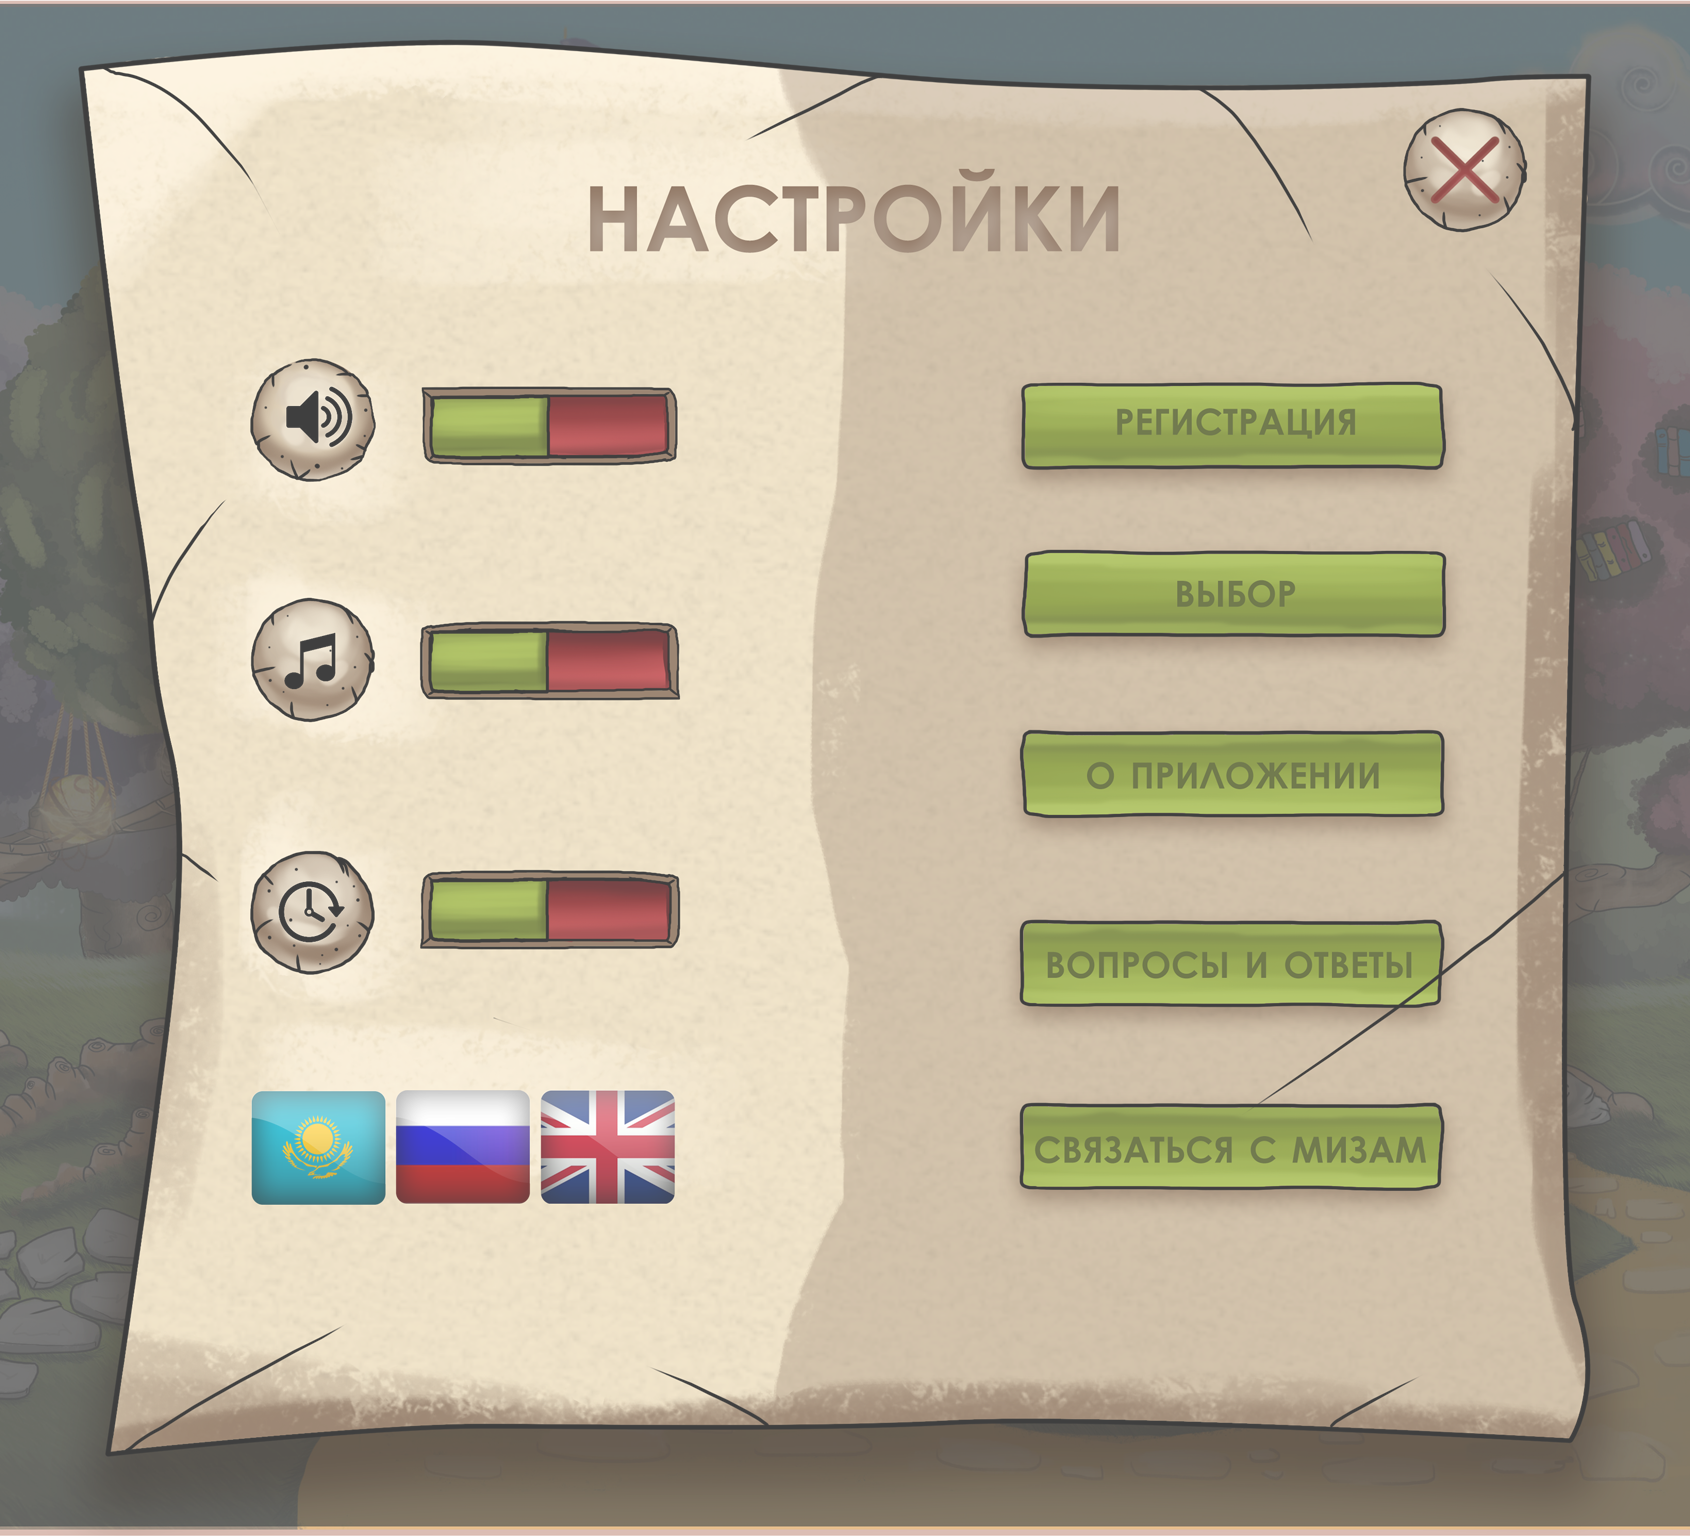 НАСТРОЙКИ
РЕГИСТРАЦИЯ
ВЫБОР
О ПРИЛОЖЕНИИ
ВОПРОСЫ И ОТВЕТЫ
СВЯЗАТЬСЯ С МИЗАМ